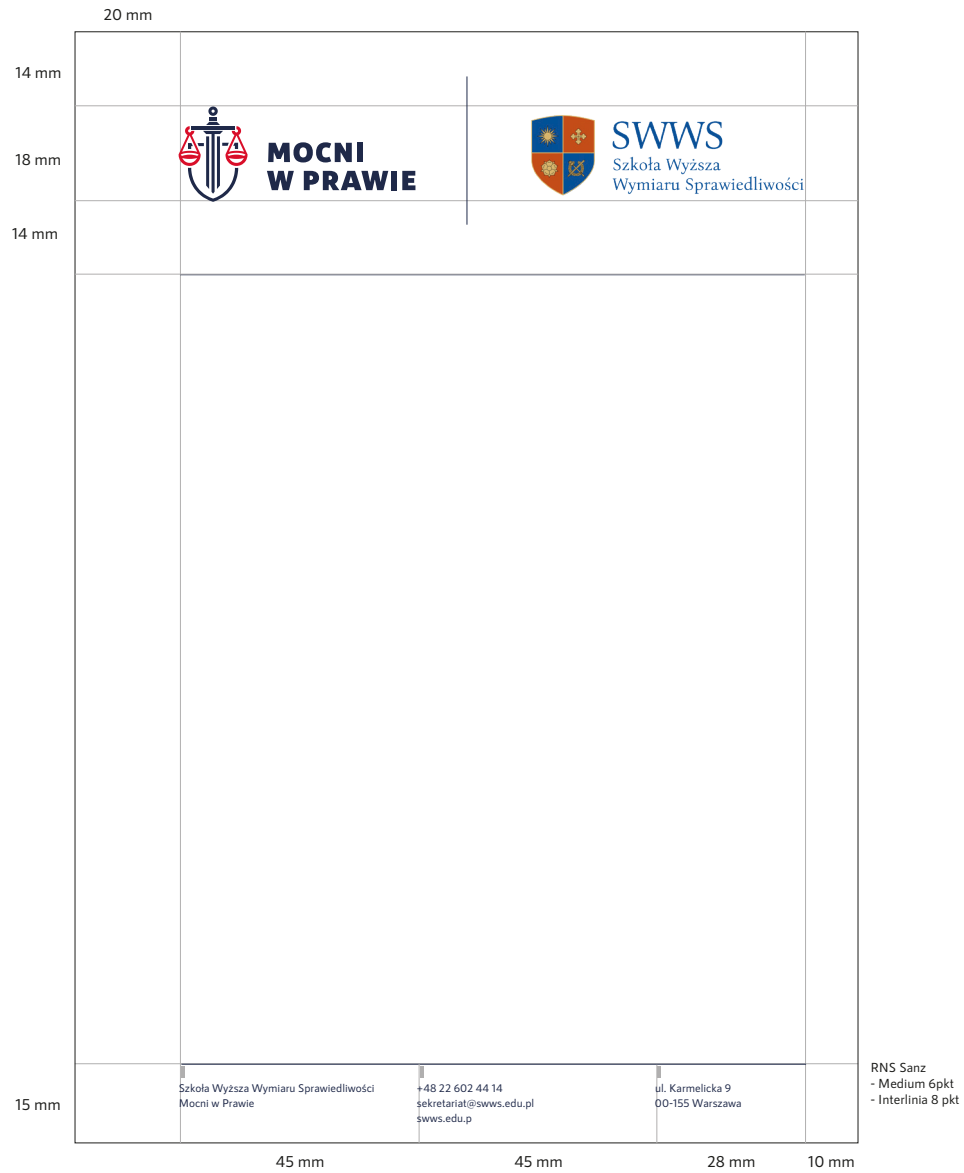 20 mm
14 mm
18 mm
14 mm
MOCNI
W PRAWIE
SWWS
Szkoła Wyższa
Wymiaru Sprawiedliwości
15 mm
Szkoła Wyższa Wymiaru Sprawiedliwości
Mocni w Prawie
+48 22 602 44 14
sekretariat@swws.edu.pl
swws.edu.p
ul. Karmelicka 9
00-155 Warszawa
RNS Sanz
- Medium 6pkt
- Interlinia 8 pkt
45 mm
45 mm
28 mm
10 mm